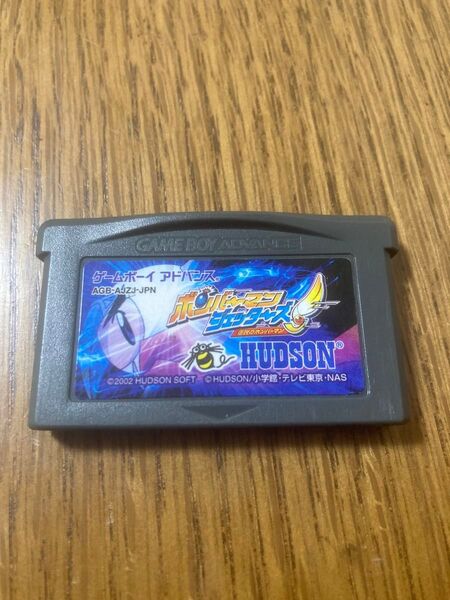 GAME BOY ADVANCE
ゲームボーイ アドバンス
AGB-AJZJ-JPN
ボンバーマン
ジェッターズ
伝説のボンバーマン
HUDSON®
©2002 HUDSON SOFT ©HUDSON/小学館・テレビ東京・NAS